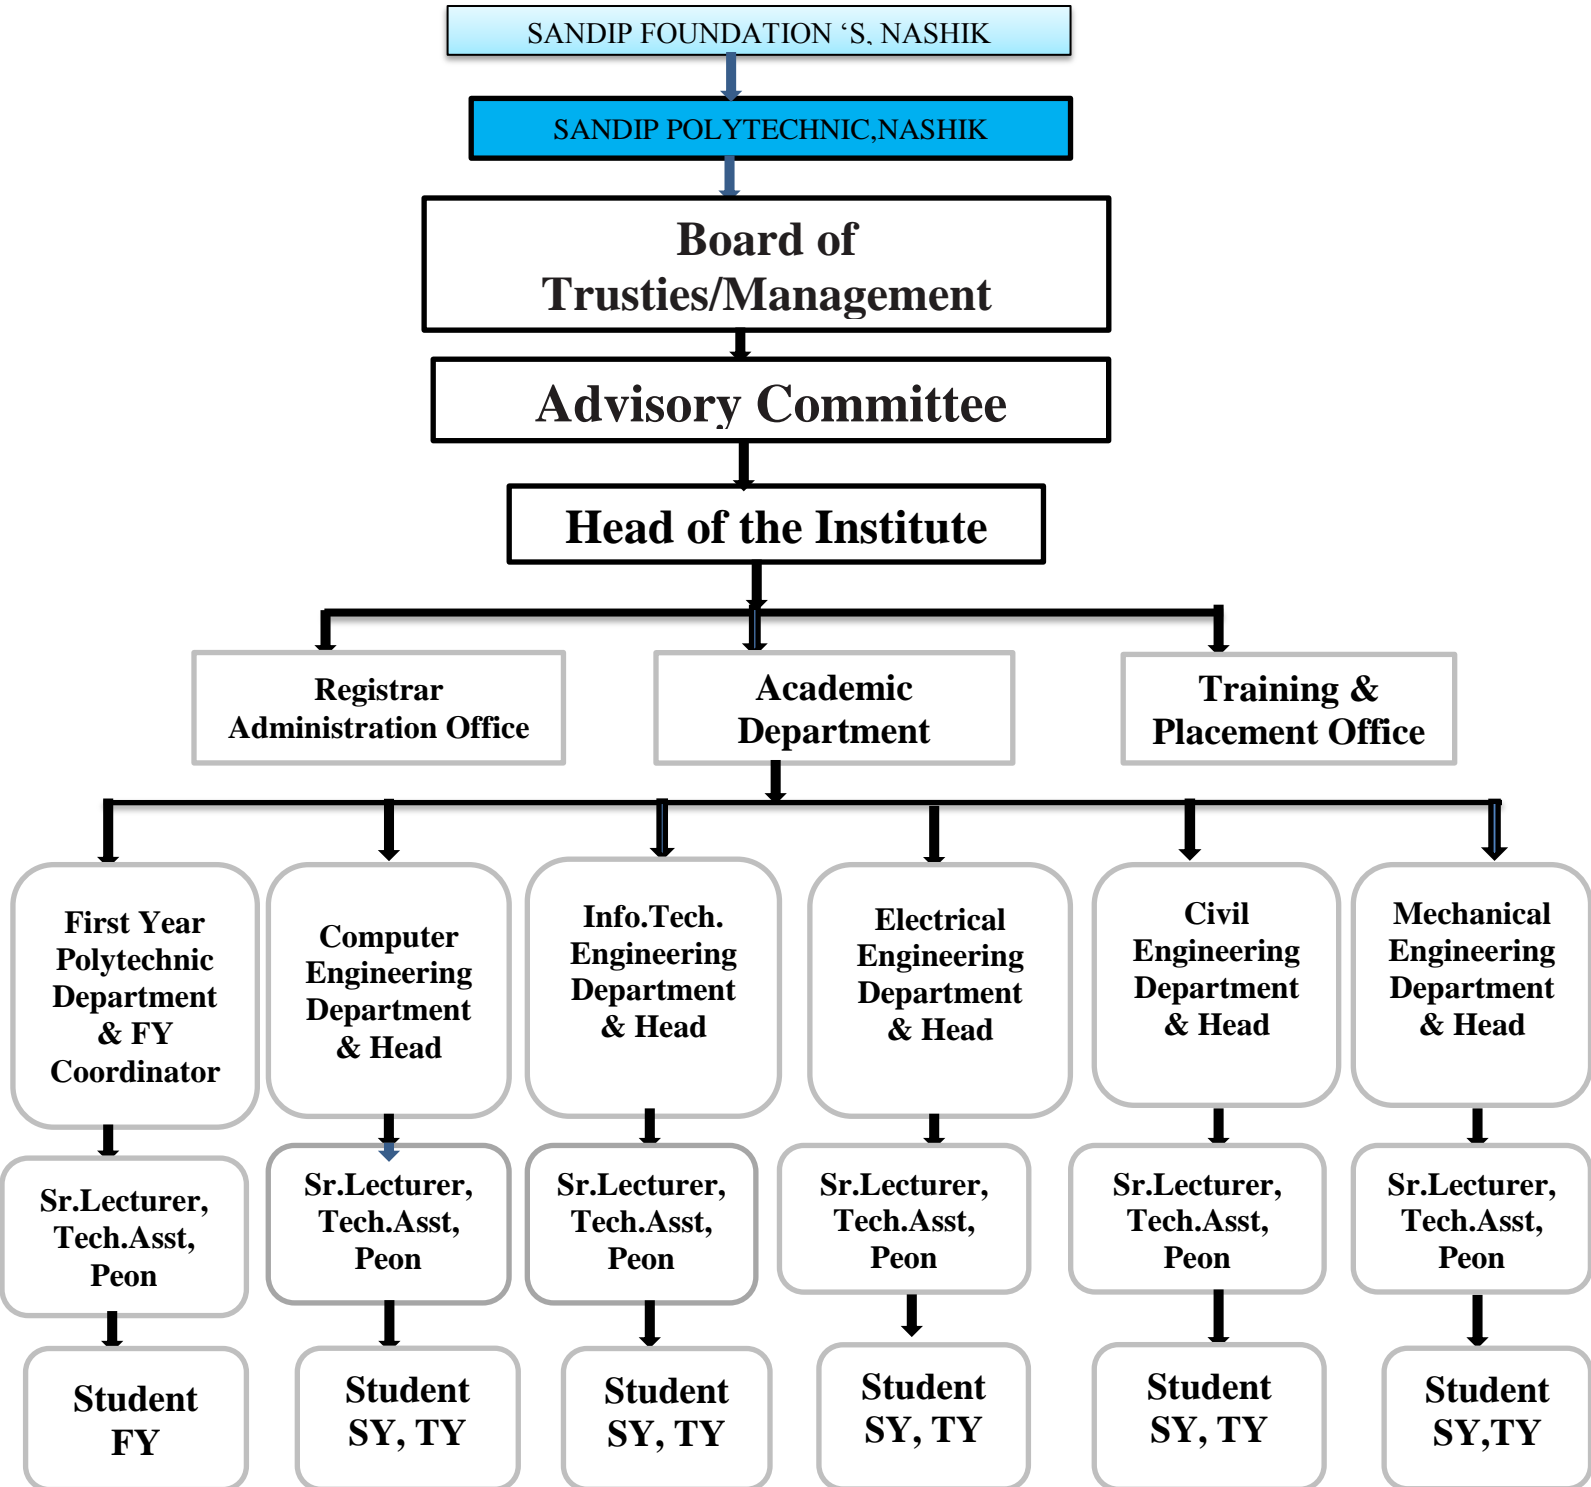 SANDIP FOUNDATION ‘S, NASHIK
SANDIP POLYTECHNIC,NASHIK
Board of
Trusties/Management
Advisory Committee
Head of the Institute
Registrar
Administration Office
Academic
Department
Training &
Placement Office
First Year
Polytechnic
Department
& FY
Coordinator
Computer
Engineering
Department
& Head
Info.Tech.
Engineering
Department
& Head
Electrical
Engineering
Department
& Head
Civil
Engineering
Department
& Head
Mechanical
Engineering
Department
& Head
Sr.Lecturer,
Tech.Asst,
Peon
Sr.Lecturer,
Tech.Asst,
Peon
Sr.Lecturer,
Tech.Asst,
Peon
Sr.Lecturer,
Tech.Asst,
Peon
Sr.Lecturer,
Tech.Asst,
Peon
Sr.Lecturer,
Tech.Asst,
Peon
Student
FY
Student
SY, TY
Student
SY, TY
Student
SY, TY
Student
SY, TY
Student
SY,TY